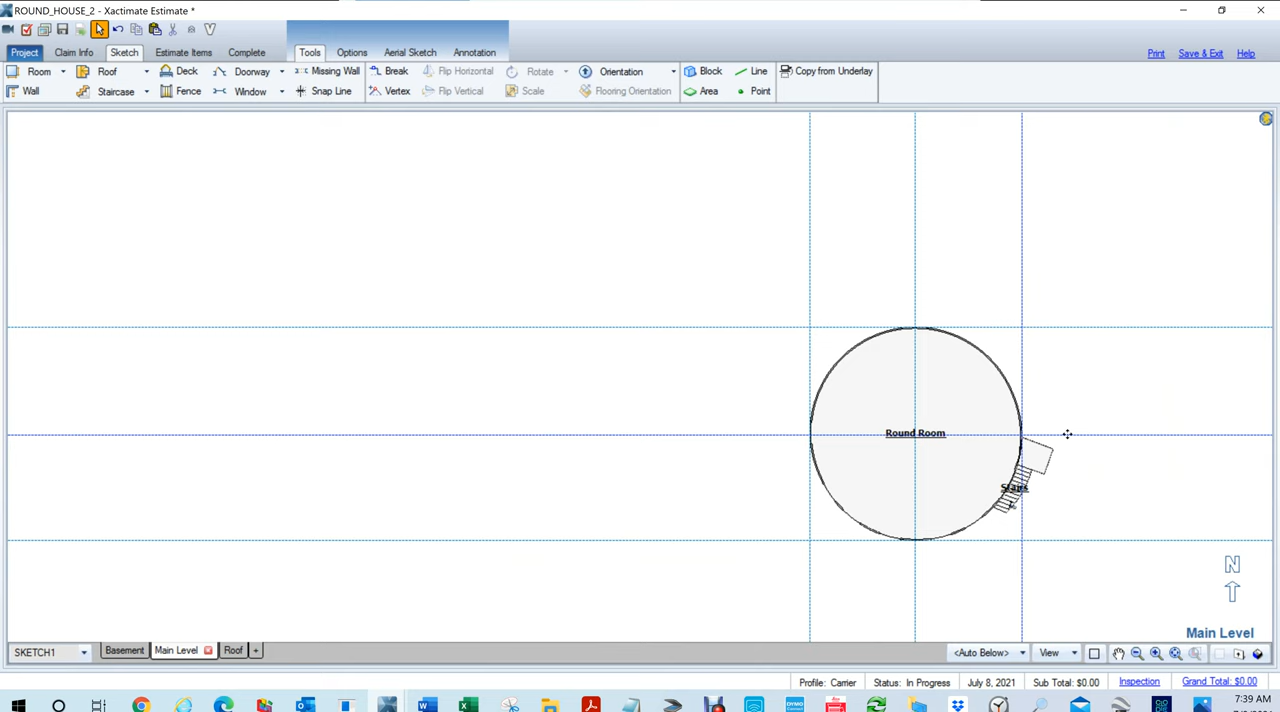 ROUND_HOUSE_2 - Xactimate Estimate *
Project Claim Info Sketch Estimate Items Complete Tools Options Aerial Sketch Annotation Print Save & Exit Help
Room Roof Deck Doorway Missing Wall Break Flip Horizontal Rotate Orientation Block Line Copy from Underlay
Wall Staircase Fence Window Snap Line Vertex Flip Vertical Scale Flooring Orientation Area Point
Round Room
Stairs
N
Main Level
SKETCH1 Basement Main Level Roof + <Auto Below> View
Profile: Carrier Status: In Progress July 8, 2021 Sub Total: $0.00 Inspection Grand Total: $0.00
7:39 AM